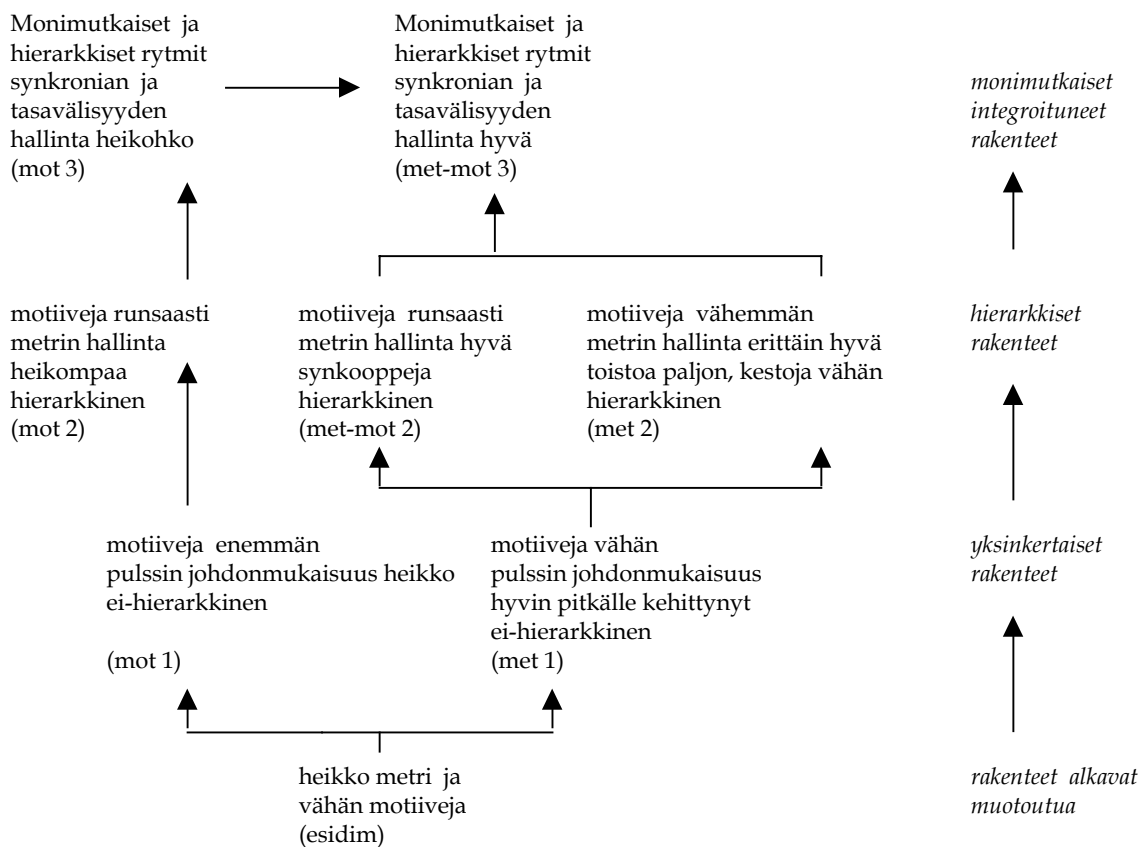 Monimutkaiset ja
hierarkkiset rytmit
synkronian ja
tasavälisyyden
hallinta heikohko
(mot 3)
Monimutkaiset ja
hierarkkiset rytmit
synkronian ja
tasavälisyyden
hallinta hyvä
(met-mot 3)
monimutkaiset
integroituneet
rakenteet
motiiveja runsaasti
metrin hallinta
heikompaa
hierarkkinen
(mot 2)
motiiveja runsaasti
metrin hallinta hyvä
synkooppeja
hierarkkinen
(met-mot 2)
motiiveja vähemmän
metrin hallinta erittäin hyvä
toistoa paljon, kestoja vähän
hierarkkinen
(met 2)
hierarkkiset
rakenteet
motiiveja enemmän
pulssin johdonmukaisuus heikko
ei-hierarkkinen
(mot 1)
motiiveja vähän
pulssin johdonmukaisuus
hyvin pitkälle kehittynyt
ei-hierarkkinen
(met 1)
yksinkertaiset
rakenteet
heikko metri ja
vähän motiiveja
(esidim)
rakenteet alkavat
muotoutua